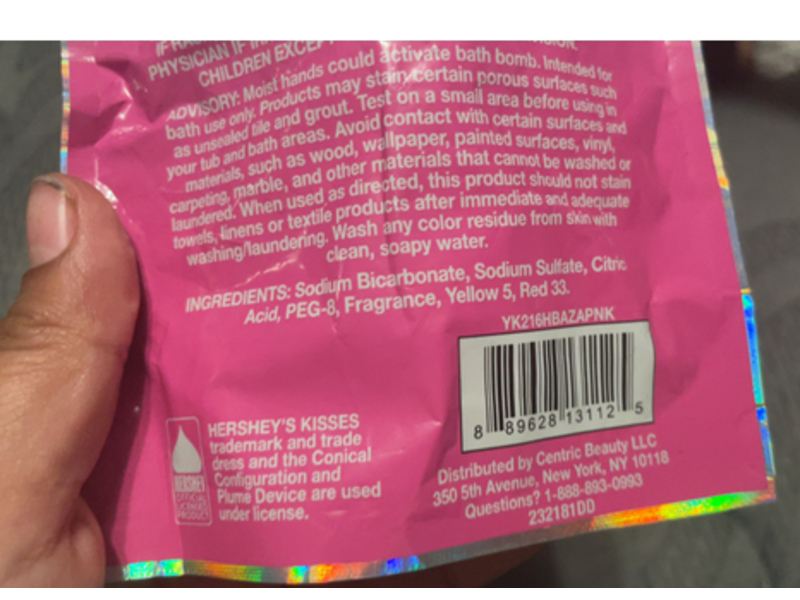 PHYSICIAN IF
CHILDREN EXCEPT
ADVISORY: Moist hands could activate bath bomb. Intended for
bath use only. Products may stain certain porous surfaces such
as unsealed tile and grout. Test on a small area before using in
your tub and bath areas. Avoid contact with certain surfaces and
materials, such as wood, wallpaper, painted surfaces, vinyl,
carpeting, marble, and other materials that cannot be washed or
laundered. When used as directed, this product should not stain
towels, linens or textile products after immediate and adequate
washing/laundering. Wash any color residue from skin with
clean, soapy water.
INGREDIENTS: Sodium Bicarbonate, Sodium Sulfate, Citric
Acid, PEG-8, Fragrance, Yellow 5, Red 33.
YK216HBAZAPNK
8 89628 13112 5
HERSHEY'S KISSES
trademark and trade
dress and the Conical
Configuration and
Plume Device are used
under license.
HERSHEY
OFFICIAL
LICENSED
PRODUCT
Distributed by Centric Beauty LLC
350 5th Avenue, New York, NY 10118
Questions? 1-888-893-0993
232181DD